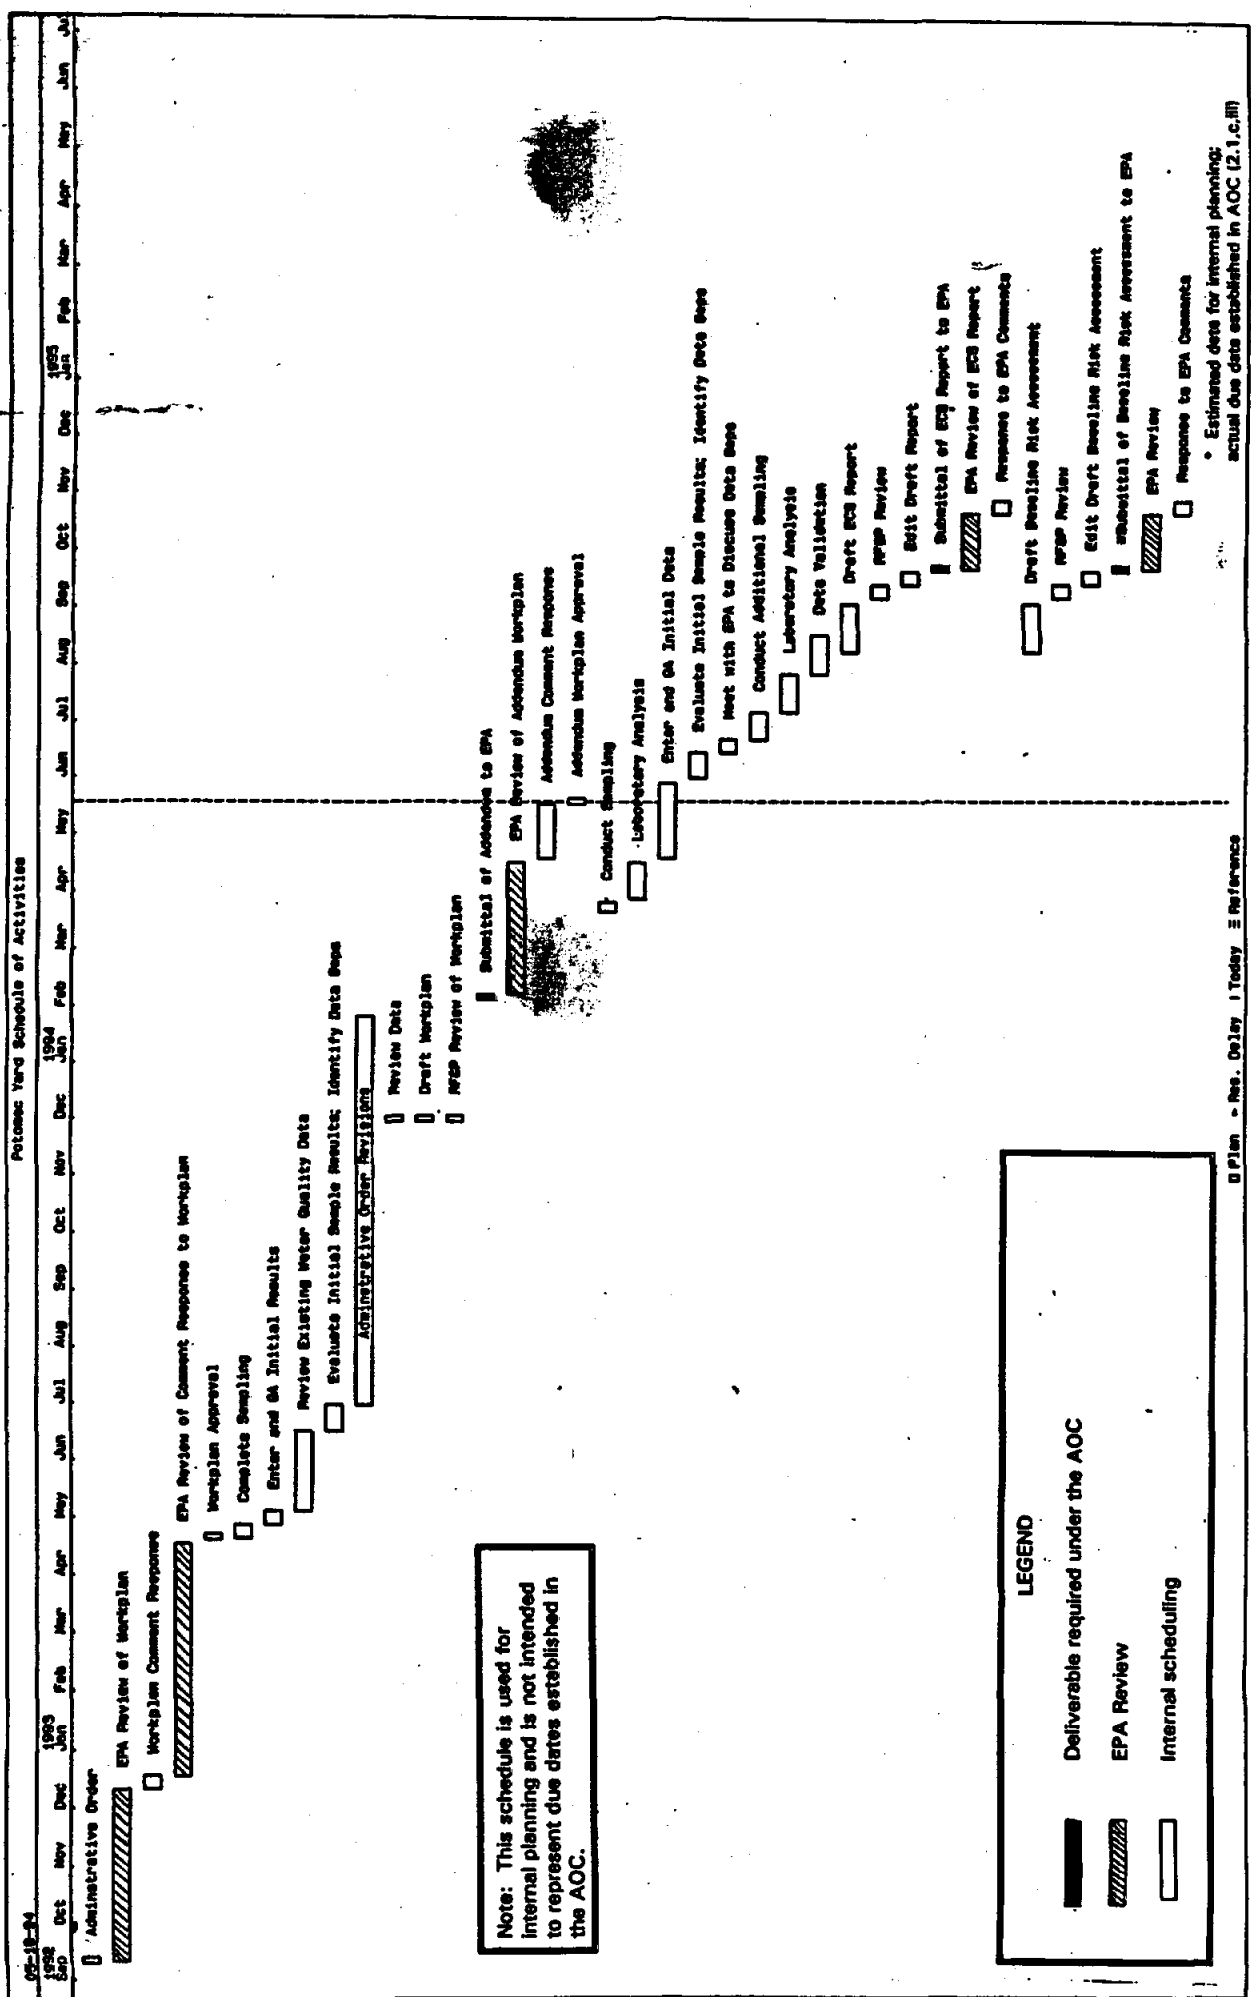 Potomac Yard Schedule of Activities
05-18-94
1992 1993 1994 1995
Sep Oct Nov Dec Jan Feb Mar Apr May Jun Jul Aug Sep Oct Nov Dec Jan Feb Mar Apr May Jun Jul Aug Sep Oct Nov Dec Jan Feb Mar Apr May Jun Jul
Adminstrative Order
EPA Review of Workplan
Workplan Comment Response
EPA Review of Comment Response to Workplan
Workplan Approval
Complete Sampling
Enter and QA Initial Results
Review Existing Water Quality Data
Evaluate Initial Sample Results; Identify Data Gaps
Adminstrative Order Revisions
Review Data
Draft Workplan
RF&P Review of Workplan
Submittal of Addendum to EPA
EPA Review of Addendum Workplan
Addendum Comment Response
Addendum Workplan Approval
Conduct Sampling
Laboratory Analysis
Enter and QA Initial Data
Evaluate Initial Sample Results; Identify Data Gaps
Meet with EPA to Discuss Data Gaps
Conduct Additional Sampling
Laboratory Analysis
Data Validation
Draft ECS Report
RF&P Review
Edit Draft Report
Submittal of ECS Report to EPA
EPA Review of ECS Report
Response to EPA Comments
Draft Baseline Risk Assessment
RF&P Review
Edit Draft Baseline Risk Assessment
*Submittal of Baseline Risk Assessment to EPA
EPA Review
Response to EPA Comments
* Estimated date for internal planning;
actual due date established in AOC (2.1.c.iii)
Note: This schedule is used for
internal planning and is not intended
to represent due dates established in
the AOC.
LEGEND
Deliverable required under the AOC
EPA Review
Internal scheduling
Plan Res. Delay Today Reference